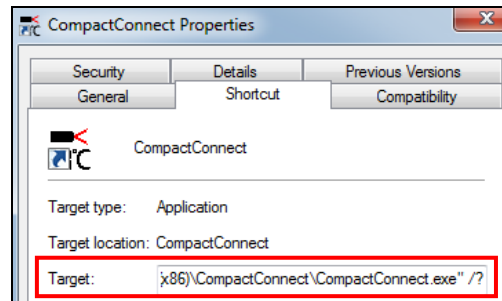 CompactConnect Properties
Security Details Previous Versions
General Shortcut Compatibility
°C CompactConnect
Target type: Application
Target location: CompactConnect
Target: x86)\CompactConnect\CompactConnect.exe" /?